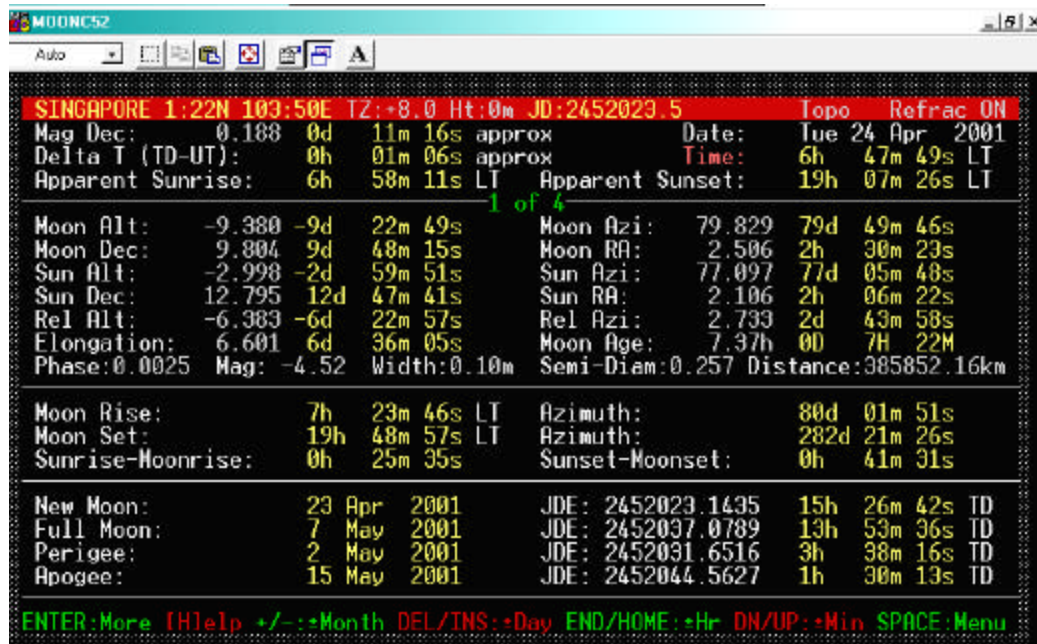 MOONC52
Auto
A
SINGAPORE 1:22N 103:50E TZ:+8.0 Ht:0m JD:2452023.5 Topo Refrac ON
Mag Dec: 0.188 0d 11m 16s approx Date: Tue 24 Apr 2001
Delta T (TD-UT): 0h 01m 06s approx Time: 6h 47m 49s LT
Apparent Sunrise: 6h 58m 11s LT Apparent Sunset: 19h 07m 26s LT
1 of 4
Moon Alt: -9.380 -9d 22m 49s Moon Azi: 79.829 79d 49m 46s
Moon Dec: 9.804 9d 48m 15s Moon RA: 2.506 2h 30m 23s
Sun Alt: -2.998 -2d 59m 51s Sun Azi: 77.097 77d 05m 48s
Sun Dec: 12.795 12d 47m 41s Sun RA: 2.106 2h 06m 22s
Rel Alt: -6.383 -6d 22m 57s Rel Azi: 2.733 2d 43m 58s
Elongation: 6.601 6d 36m 05s Moon Age: 7.37h 0D 7H 22M
Phase:0.0025 Mag: -4.52 Width:0.10m Semi-Diam:0.257 Distance:385852.16km
Moon Rise: 7h 23m 46s LT Azimuth: 80d 01m 51s
Moon Set: 19h 48m 57s LT Azimuth: 282d 21m 26s
Sunrise-Moonrise: 0h 25m 35s Sunset-Moonset: 0h 41m 31s
New Moon: 23 Apr 2001 JDE: 2452023.1435 15h 26m 42s TD
Full Moon: 7 May 2001 JDE: 2452037.0789 13h 53m 36s TD
Perigee: 2 May 2001 JDE: 2452031.6516 3h 38m 16s TD
Apogee: 15 May 2001 JDE: 2452044.5627 1h 30m 13s TD
ENTER:More [H]elp +/-:±Month DEL/INS:±Day END/HOME:±Hr DN/UP:±Min SPACE:Menu